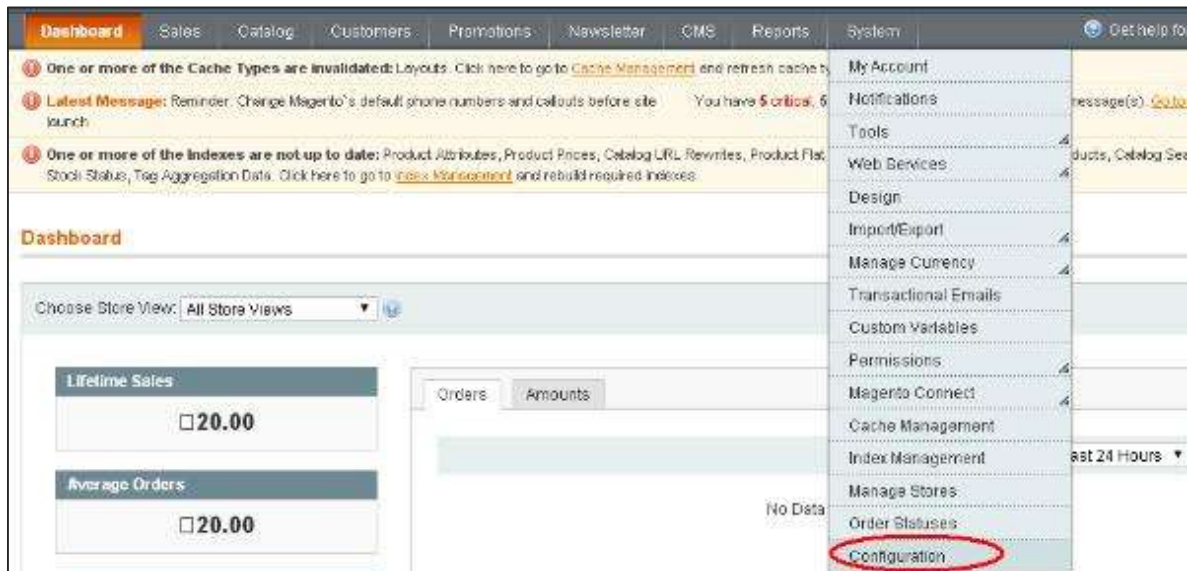 Dashboard Sales Catalog Customers Promotions Newsletter CMS Reports System Get help for
One or more of the Cache Types are invalidated: Layouts. Click here to go to Cache Management and refresh cache ty
Latest Message: Reminder: Change Magento`s default phone numbers and callouts before site launch You have 5 critical, 6 message(s). Go to
One or more of the Indexes are not up to date: Product Attributes, Product Prices, Catalog URL Rewrites, Product Flat ducts, Catalog Sea
Stock Status, Tag Aggregation Data. Click here to go to Index Management and rebuild required indexes.
My Account
Notifications
Tools
Web Services
Design
Import/Export
Manage Currency
Transactional Emails
Custom Variables
Permissions
Magento Connect
Cache Management
Index Management
Manage Stores
Order Statuses
Configuration
Dashboard
Choose Store View: All Store Views
Lifetime Sales
□20.00
Average Orders
□20.00
Orders Amounts
ast 24 Hours
No Data